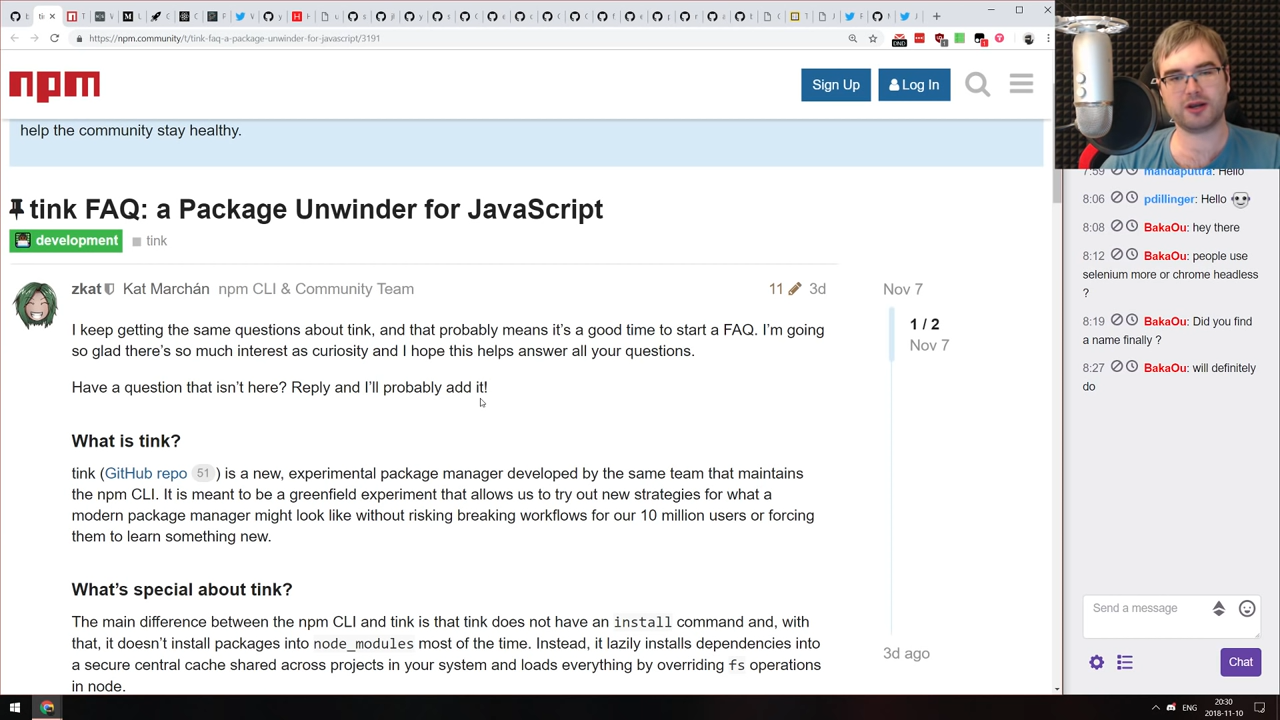 tin
https://npm.community/t/tink-faq-a-package-unwinder-for-javascript/3191
DND
npm
Sign Up
Log In
help the community stay healthy.
tink FAQ: a Package Unwinder for JavaScript
development
tink
zkat Kat Marchán npm CLI & Community Team
11
3d
I keep getting the same questions about tink, and that probably means it's a good time to start a FAQ. I'm going
so glad there's so much interest as curiosity and I hope this helps answer all your questions.
Have a question that isn't here? Reply and I'll probably add it!
What is tink?
tink (GitHub repo 51 ) is a new, experimental package manager developed by the same team that maintains
the npm CLI. It is meant to be a greenfield experiment that allows us to try out new strategies for what a
modern package manager might look like without risking breaking workflows for our 10 million users or forcing
them to learn something new.
What's special about tink?
The main difference between the npm CLI and tink is that tink does not have an install command and, with
that, it doesn't install packages into node_modules most of the time. Instead, it lazily installs dependencies into
a secure central cache shared across projects in your system and loads everything by overriding fs operations
in node.
Nov 7
1 / 2
Nov 7
3d ago
7:59 mandaputtra: Hello
8:06 pdillinger: Hello
8:08 BakaOu: hey there
8:12 BakaOu: people use
selenium more or chrome headless
?
8:19 BakaOu: Did you find
a name finally ?
8:27 BakaOu: will definitely
do
Send a message
Chat
ENG
20:30
2018-11-10